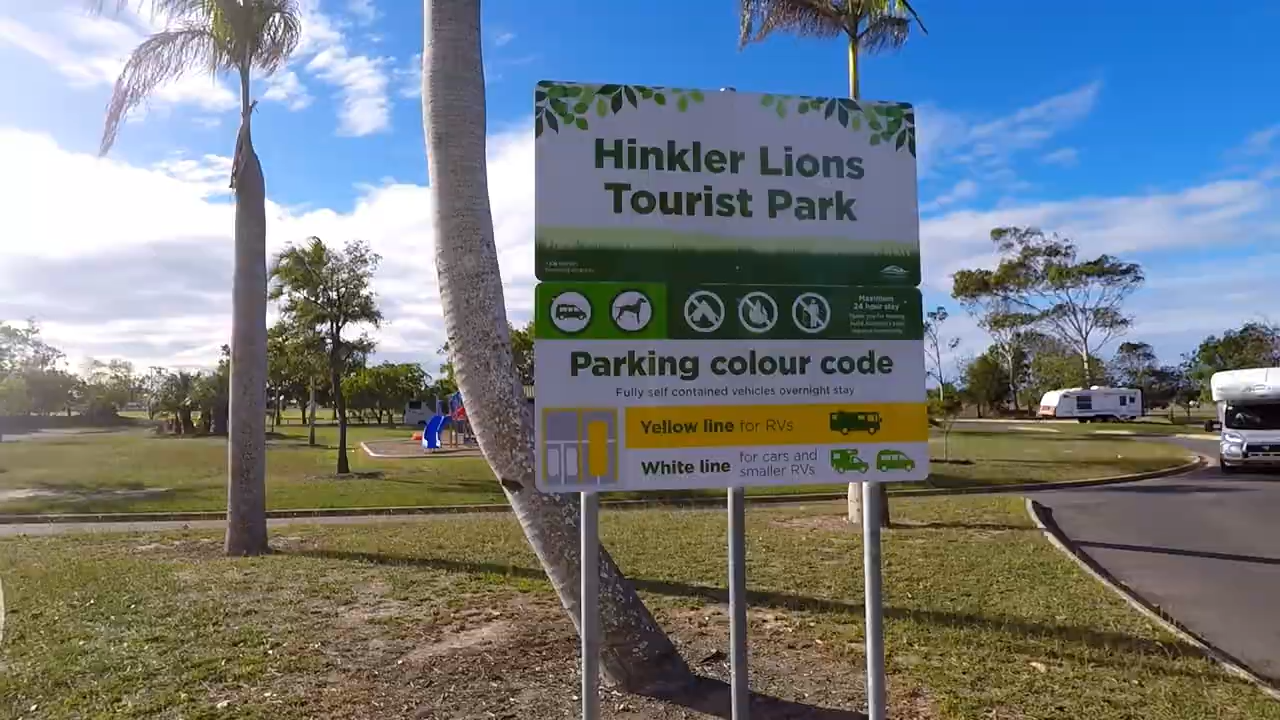 Hinkler Lions
Tourist Park
Maximum
24 hour stay
Parking colour code
Fully self contained vehicles overnight stay
Yellow line for RVs
White line for cars and
smaller RVs